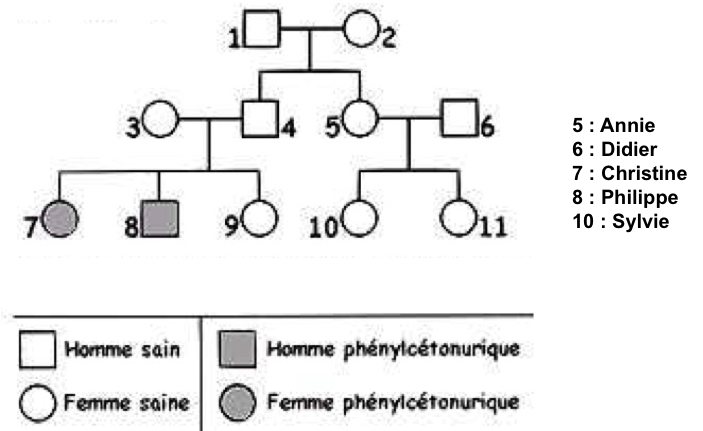 1 2
3 4 5 6
7 8 9 10 11
5 : Annie
6 : Didier
7 : Christine
8 : Philippe
10 : Sylvie
Homme sain
Homme phénylcétonurique
Femme saine
Femme phénylcétonurique